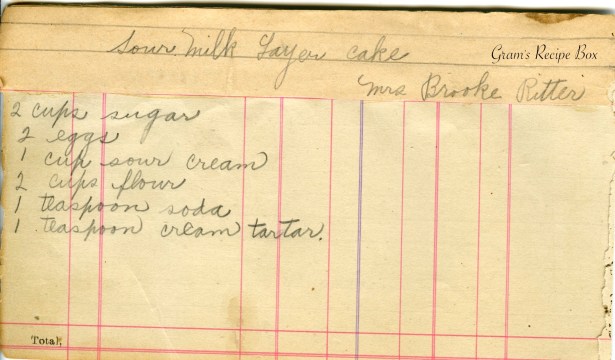 Sour Milk Layer cake
Gram's Recipe Box
Mrs Brooke Ritter
2 cups sugar
2 eggs
1 cup sour cream
2 cups flour
1 teaspoon soda
1 teaspoon cream tartar.
Total,